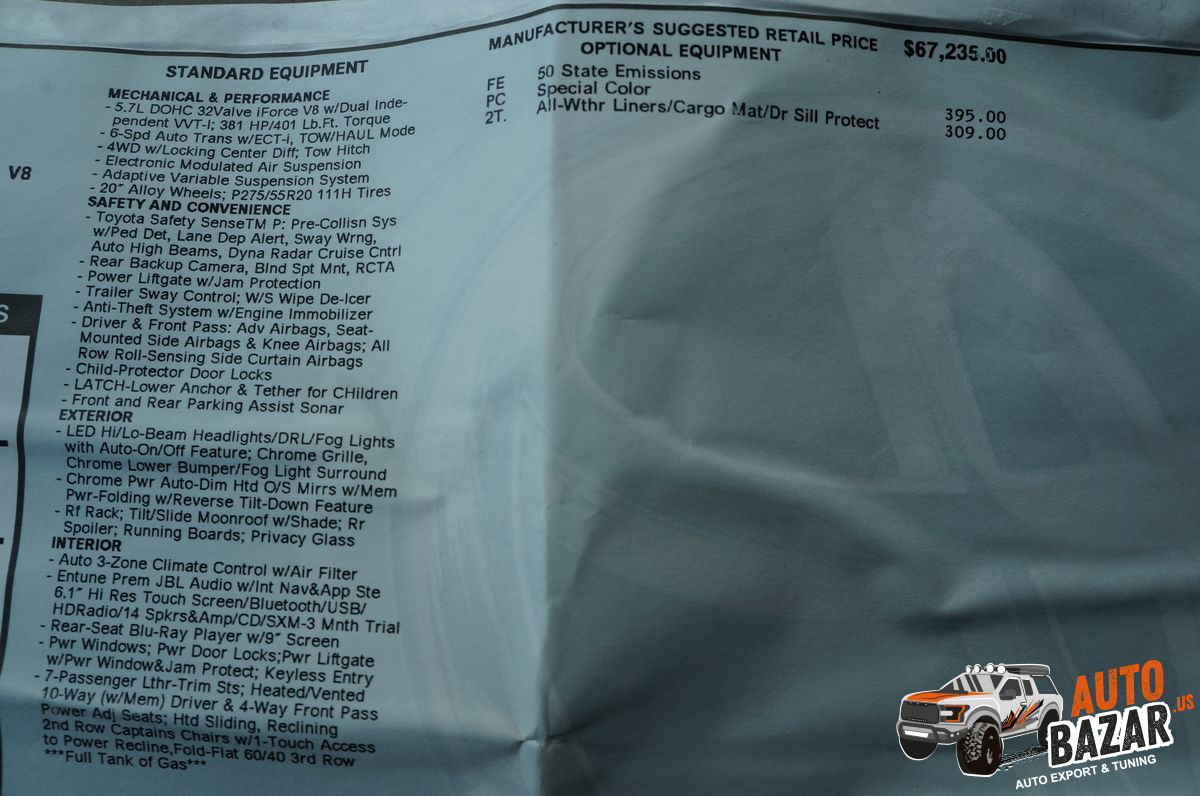 V8
S
STANDARD EQUIPMENT
MECHANICAL & PERFORMANCE
- 5.7L DOHC 32Valve iForce V8 w/Dual Inde-
pendent VVT-I; 381 HP/401 Lb.Ft. Torque
- 6-Spd Auto Trans w/ECT-i, TOW/HAUL Mode
- 4WD w/Locking Center Diff; Tow Hitch
- Electronic Modulated Air Suspension
- Adaptive Variable Suspension System
- 20" Alloy Wheels; P275/55R20 111H Tires
SAFETY AND CONVENIENCE
- Toyota Safety SenseTM P: Pre-Collisn Sys
w/Ped Det, Lane Dep Alert, Sway Wrng,
Auto High Beams, Dyna Radar Cruise Cntrl
- Rear Backup Camera, Blnd Spt Mnt, RCTA
- Power Liftgate w/Jam Protection
- Trailer Sway Control; W/S Wipe De-Icer
- Anti-Theft System w/Engine Immobilizer
- Driver & Front Pass: Adv Airbags, Seat-
Mounted Side Airbags & Knee Airbags; All
Row Roll-Sensing Side Curtain Airbags
- Child-Protector Door Locks
- LATCH-Lower Anchor & Tether for CHildren
- Front and Rear Parking Assist Sonar
EXTERIOR
- LED Hi/Lo-Beam Headlights/DRL/Fog Lights
with Auto-On/Off Feature; Chrome Grille,
Chrome Lower Bumper/Fog Light Surround
- Chrome Pwr Auto-Dim Htd O/S Mirrs w/Mem
Pwr-Folding w/Reverse Tilt-Down Feature
- Rf Rack; Tilt/Slide Moonroof w/Shade; Rr
Spoiler; Running Boards; Privacy Glass
INTERIOR
- Auto 3-Zone Climate Control w/Air Filter
- Entune Prem JBL Audio w/Int Nav&App Ste
6.1" Hi Res Touch Screen/Bluetooth/USB/
HDRadio/14 Spkrs&Amp/CD/SXM-3 Mnth Trial
- Rear-Seat Blu-Ray Player w/9" Screen
- Pwr Windows; Pwr Door Locks;Pwr Liftgate
w/Pwr Window&Jam Protect; Keyless Entry
- 7-Passenger Lthr-Trim Sts; Heated/Vented
10-Way (w/Mem) Driver & 4-Way Front Pass
Power Adj Seats; Htd Sliding, Reclining
2nd Row Captains Chairs w/1-Touch Access
to Power Recline,Fold-Flat 60/40 3rd Row
***Full Tank of Gas***
MANUFACTURER'S SUGGESTED RETAIL PRICE $67,235.00
OPTIONAL EQUIPMENT
FE 50 State Emissions
PC Special Color 395.00
2T. All-Wthr Liners/Cargo Mat/Dr Sill Protect 309.00
AUTO
BAZAR.US
AUTO EXPORT & TUNING